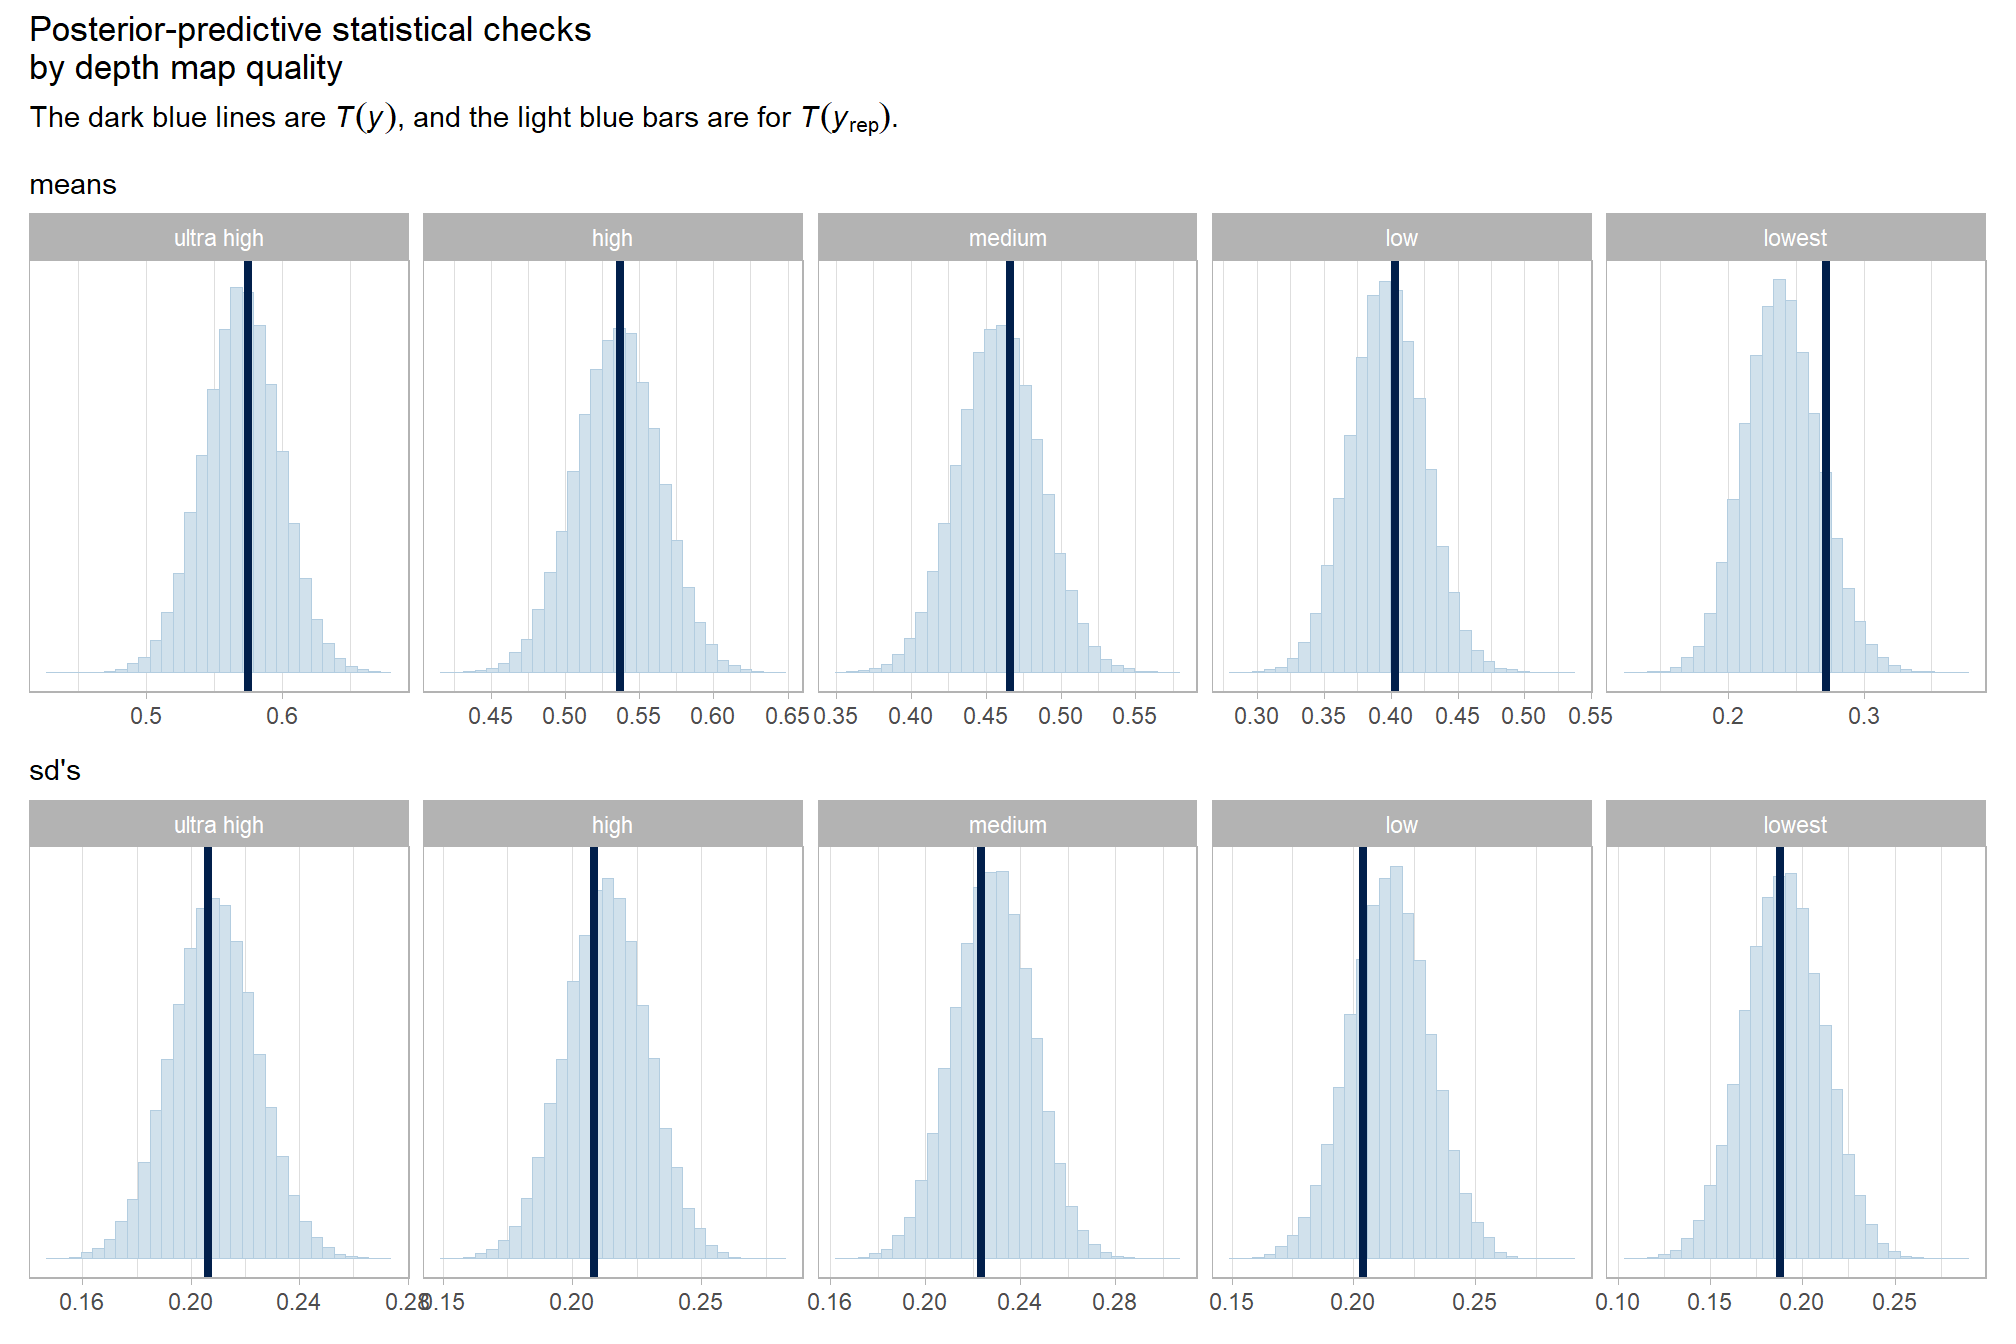 Posterior-predictive statistical checks
by depth map quality
The dark blue lines are T(y), and the light blue bars are for T(yrep).
means
ultra high high medium low lowest
0.5 0.6 0.45 0.50 0.55 0.60 0.65 0.35 0.40 0.45 0.50 0.55 0.30 0.35 0.40 0.45 0.50 0.55 0.2 0.3
sd's
ultra high high medium low lowest
0.16 0.20 0.24 0.28 0.15 0.20 0.25 0.16 0.20 0.24 0.28 0.15 0.20 0.25 0.10 0.15 0.20 0.25